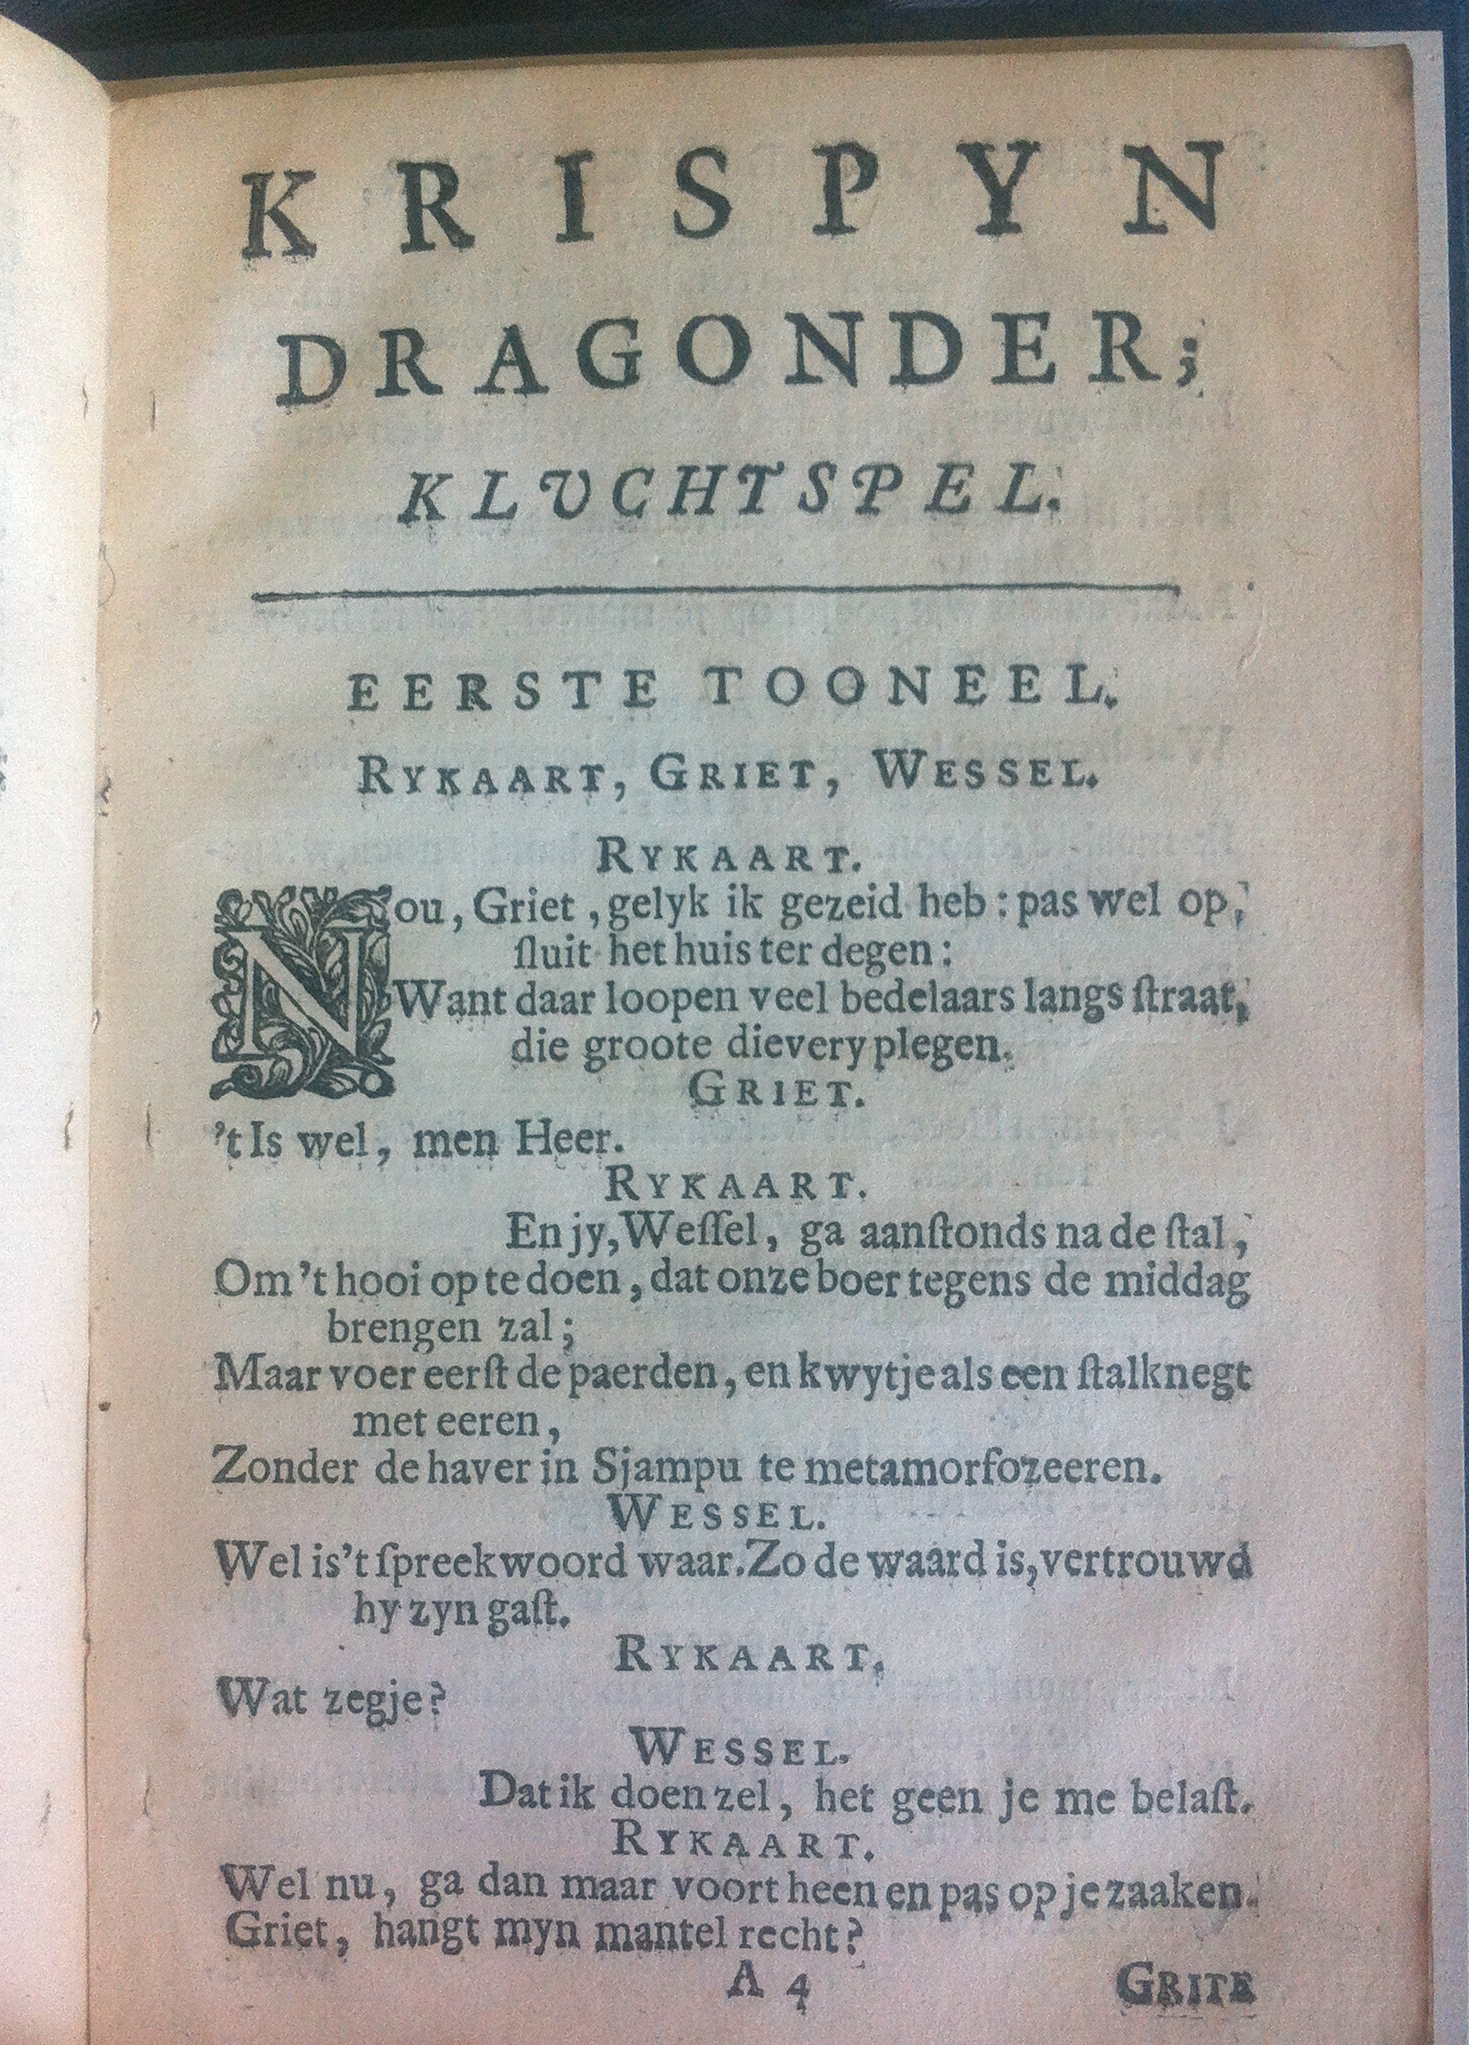 KRISPYN
DRAGONDER;
KLUCHTSPEL.
EERSTE TOONEEL.
RYKAART, GRIET, WESSEL.
RYKAART.
Nou, Griet, gelyk ik gezeid heb: pas wel op,
ſluit het huis ter degen:
Want daar loopen veel bedelaars langs ſtraat,
die groote dievery plegen.
GRIET.
't Is wel, men Heer.
RYKAART.
En jy, Weſſel, ga aanſtonds na de ſtal,
Om 't hooi op te doen, dat onze boer tegens de middag
brengen zal;
Maar voer eerſt de paerden, en kwytje als een ſtalknegt
met eeren,
Zonder de haver in Sjampu te metamorfozeeren.
WESSEL.
Wel is 't ſpreekwoord waar. Zo de waard is, vertrouwd
hy zyn gaſt.
RYKAART.
Wat zegje?
WESSEL.
Dat ik doen zel, het geen je me belaſt.
RYKAART.
Wel nu, ga dan maar voort heen en pas op je zaaken.
Griet, hangt myn mantel recht?
A 4 GRITE